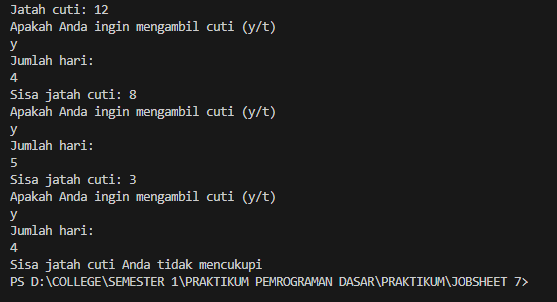 Jatah cuti: 12
Apakah Anda ingin mengambil cuti (y/t)
y
Jumlah hari:
4
Sisa jatah cuti: 8
Apakah Anda ingin mengambil cuti (y/t)
y
Jumlah hari:
5
Sisa jatah cuti: 3
Apakah Anda ingin mengambil cuti (y/t)
y
Jumlah hari:
4
Sisa jatah cuti Anda tidak mencukupi
PS D:\COLLEGE\SEMESTER 1\PRAKTIKUM PEMROGRAMAN DASAR\PRAKTIKUM\JOBSHEET 7>